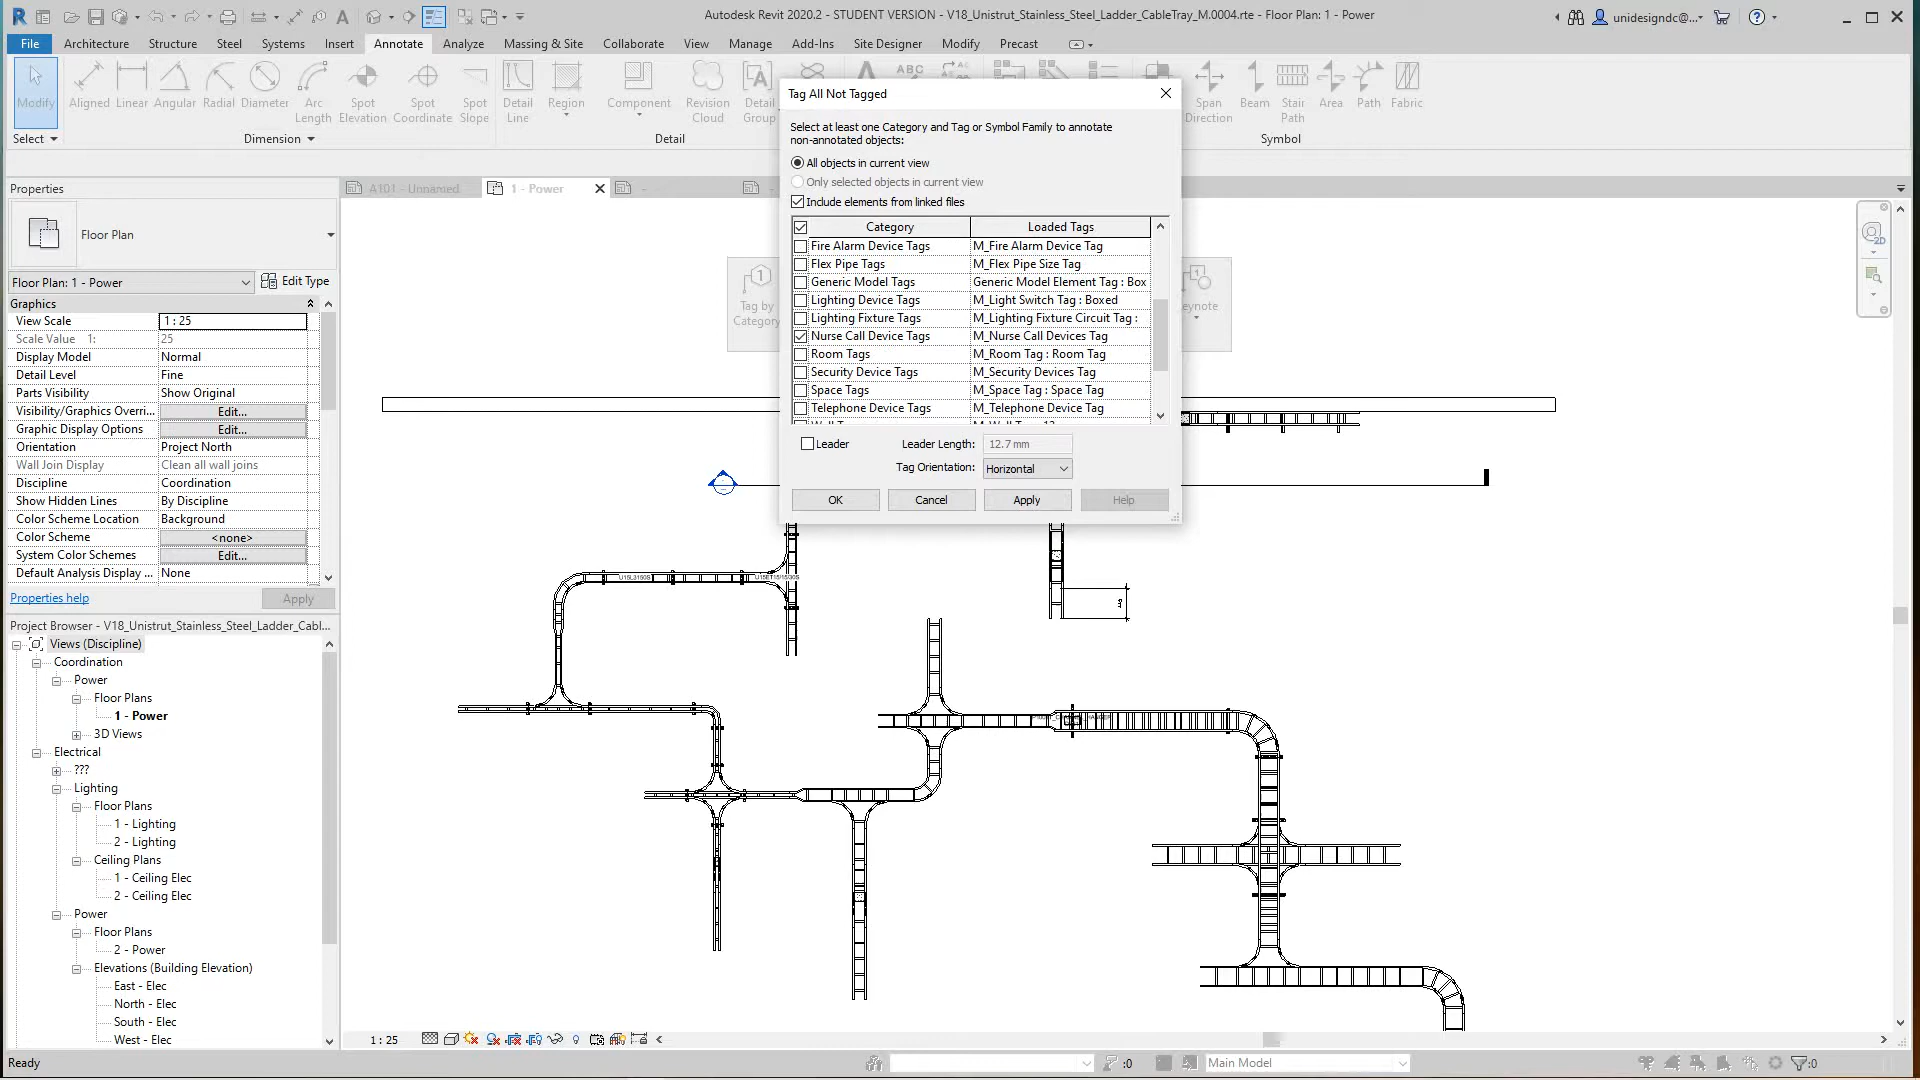 Autodesk Revit 2020.2 - STUDENT VERSION - V18_Unistrut_Stainless_Steel_Ladder_CableTray_M.0004.rte - Floor Plan: 1 - Power
unidesigndc@...
File Architecture Structure Steel Systems Insert Annotate Analyze Massing & Site Collaborate View Manage Add-Ins Site Designer Modify Precast
Modify Aligned Linear Angular Radial Diameter Arc Length Spot Elevation Spot Coordinate Spot Slope Detail Line Region Component Revision Cloud Detail Group ABC Span Direction Beam Stair Path Area Path Fabric
Select Dimension Detail Symbol
Tag All Not Tagged
Select at least one Category and Tag or Symbol Family to annotate
non-annotated objects:
All objects in current view
Only selected objects in current view
Include elements from linked files
Category Loaded Tags
Fire Alarm Device Tags M_Fire Alarm Device Tag
Flex Pipe Tags M_Flex Pipe Size Tag
Generic Model Tags Generic Model Element Tag : Box
Lighting Device Tags M_Light Switch Tag : Boxed
Lighting Fixture Tags M_Lighting Fixture Circuit Tag :
Nurse Call Device Tags M_Nurse Call Devices Tag
Room Tags M_Room Tag : Room Tag
Security Device Tags M_Security Devices Tag
Space Tags M_Space Tag : Space Tag
Telephone Device Tags M_Telephone Device Tag
Leader Leader Length: 12.7 mm
Tag Orientation: Horizontal
OK Cancel Apply Help
Properties
A101 - Unnamed
1 - Power
Tag by
Category
eynote
Floor Plan
Floor Plan: 1 - Power Edit Type
Graphics
View Scale 1 : 25
Scale Value 1: 25
Display Model Normal
Detail Level Fine
Parts Visibility Show Original
Visibility/Graphics Overri... Edit...
Graphic Display Options Edit...
Orientation Project North
Wall Join Display Clean all wall joins
Discipline Coordination
Show Hidden Lines By Discipline
Color Scheme Location Background
Color Scheme <none>
System Color Schemes Edit...
Default Analysis Display ... None
Properties help Apply
Project Browser - V18_Unistrut_Stainless_Steel_Ladder_Cabl...
Views (Discipline)
Coordination
Power
Floor Plans
1 - Power
3D Views
Electrical
???
Lighting
Floor Plans
1 - Lighting
2 - Lighting
Ceiling Plans
1 - Ceiling Elec
2 - Ceiling Elec
Power
Floor Plans
2 - Power
Elevations (Building Elevation)
East - Elec
North - Elec
South - Elec
West - Elec
1 : 25
Ready
:0
Main Model
:0